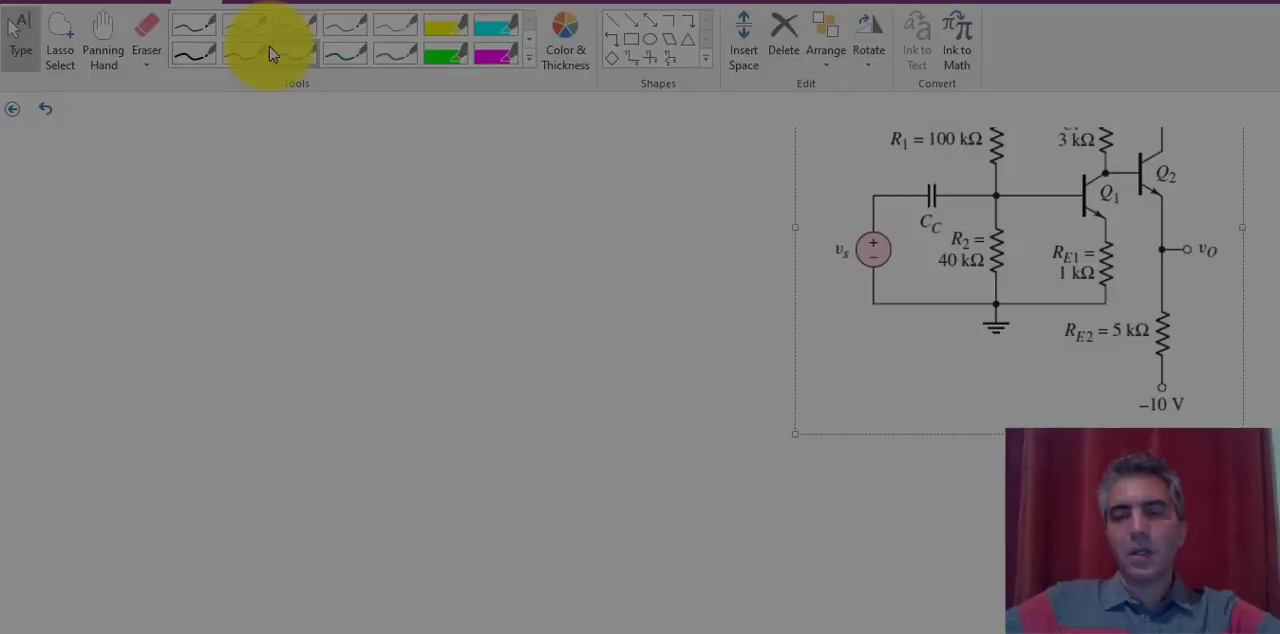 Type
Lasso Select
Panning Hand
Eraser
Color & Thickness
Insert Space
Delete
Arrange
Rotate
Ink to Text
Ink to Math
Tools
Shapes
Edit
Convert
R1 = 100 kΩ
3 kΩ
Q2
Q1
CC
R2 = 40 kΩ
vs
+
−
RE1 = 1 kΩ
vO
RE2 = 5 kΩ
–10 V